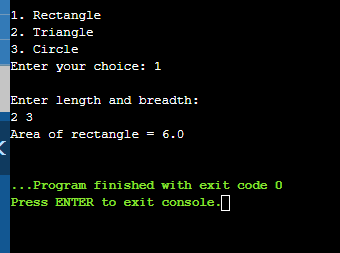 1. Rectangle
2. Triangle
3. Circle
Enter your choice: 1
Enter length and breadth:
2 3
Area of rectangle = 6.0
...Program finished with exit code 0
Press ENTER to exit console.